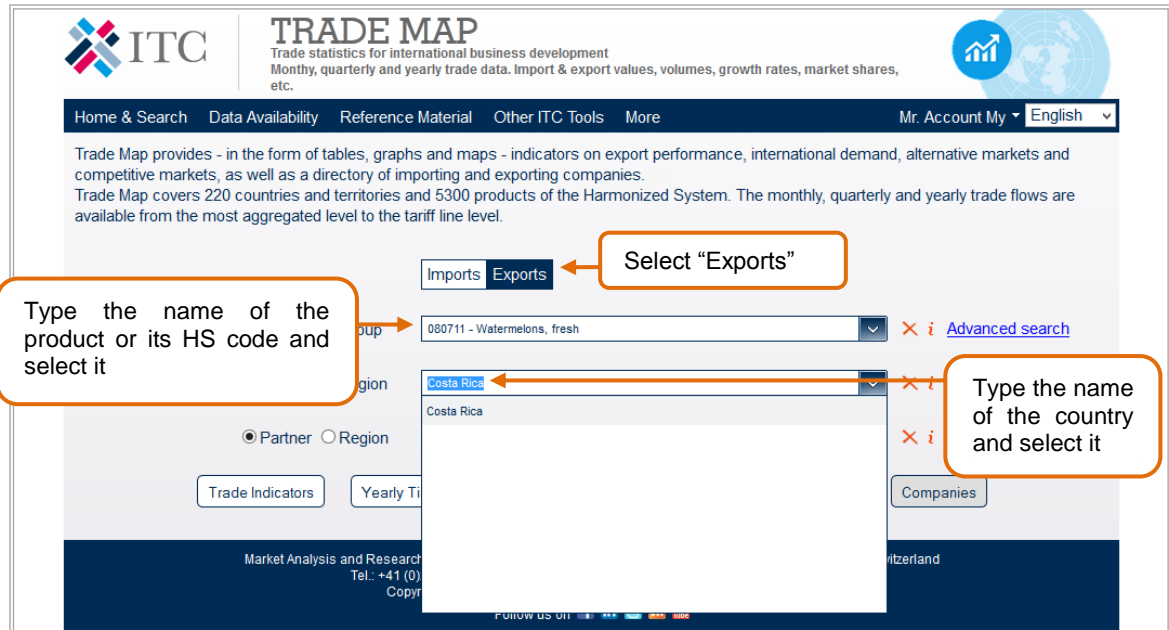 ITC
TRADE MAP
Trade statistics for international business development
Monthy, quarterly and yearly trade data. Import & export values, volumes, growth rates, market shares,
etc.
Home & Search Data Availability Reference Material Other ITC Tools More Mr. Account My English
Trade Map provides - in the form of tables, graphs and maps - indicators on export performance, international demand, alternative markets and
competitive markets, as well as a directory of importing and exporting companies.
Trade Map covers 220 countries and territories and 5300 products of the Harmonized System. The monthly, quarterly and yearly trade flows are
available from the most aggregated level to the tariff line level.
Imports Exports
Select “Exports”
Type the name of the
product or its HS code and
select it
oup 080711 - Watermelons, fresh i Advanced search
gion Costa Rica i
Costa Rica
Type the name
of the country
and select it
Partner Region i
Trade Indicators Yearly Ti Companies
Market Analysis and Research witzerland
Tel.: +41 (0)
Copyr
Follow us on